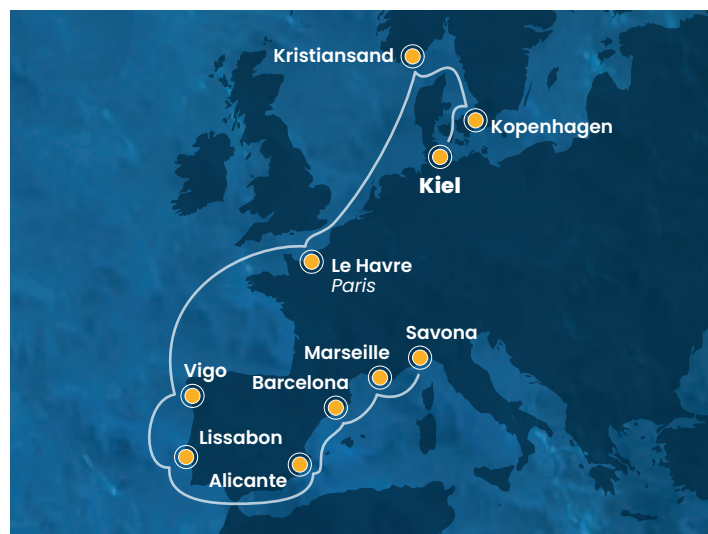 Kristiansand
Kopenhagen
Kiel
Le Havre
Paris
Savona
Marseille
Vigo
Barcelona
Lissabon
Alicante